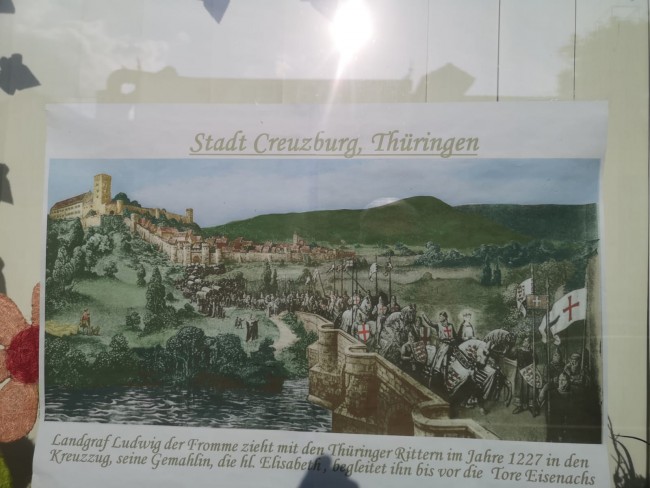 Stadt Creuzburg, Thüringen
Landgraf Ludwig der Fromme zieht mit den Thüringer Rittern im Jahre 1227 in den
Kreuzzug, seine Gemahlin, die hl. Elisabeth, begleitet ihn bis vor die Tore Eisenachs